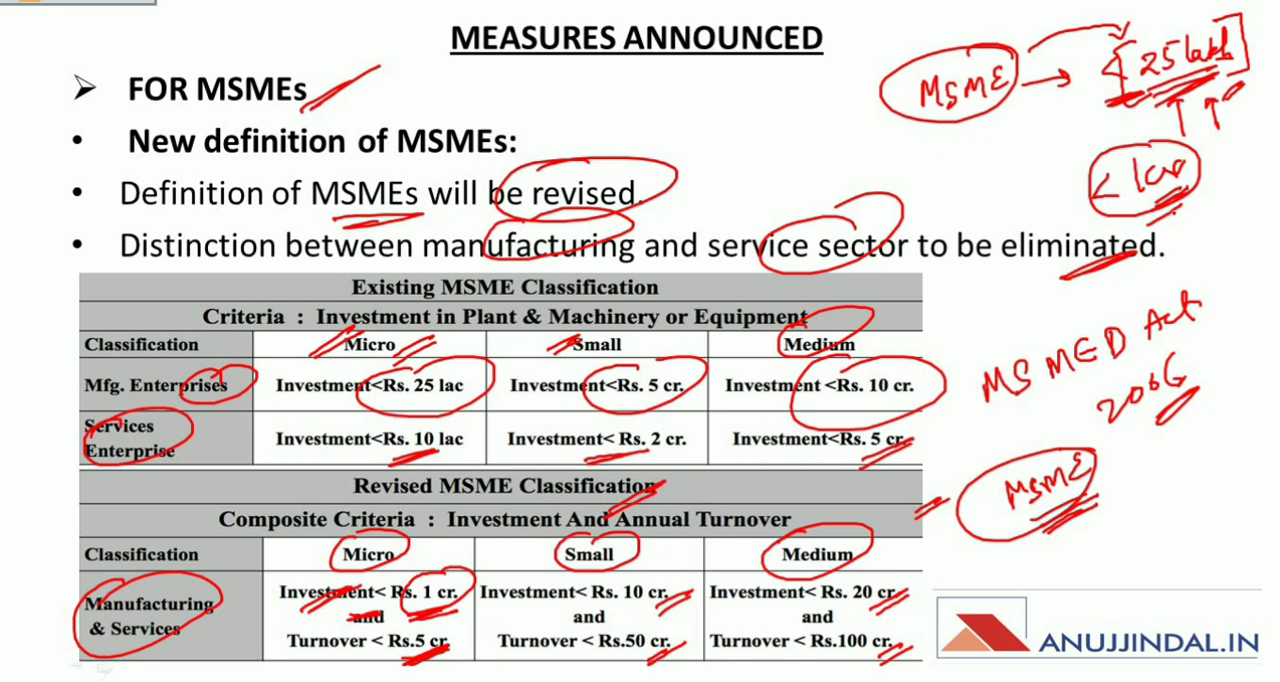 MEASURES ANNOUNCED
➢ FOR MSMEs
• New definition of MSMEs:
• Definition of MSMEs will be revised.
• Distinction between manufacturing and service sector to be eliminated.
MSME → < [25 lakh]
< 1 cr
MSMED Act
2006
MSME
Existing MSME Classification
Criteria : Investment in Plant & Machinery or Equipment
Classification Micro Small Medium
Mfg. Enterprises Investment<Rs. 25 lac Investment<Rs. 5 cr. Investment <Rs. 10 cr.
Services Enterprise Investment<Rs. 10 lac Investment< Rs. 2 cr. Investment<Rs. 5 cr.
Revised MSME Classification
Composite Criteria : Investment And Annual Turnover
Classification Micro Small Medium
Manufacturing & Services Investment< Rs. 1 cr. and Turnover < Rs.5 cr. Investment< Rs. 10 cr. and Turnover < Rs.50 cr. Investment< Rs. 20 cr. and Turnover < Rs.100 cr.
ANUJJINDAL.IN